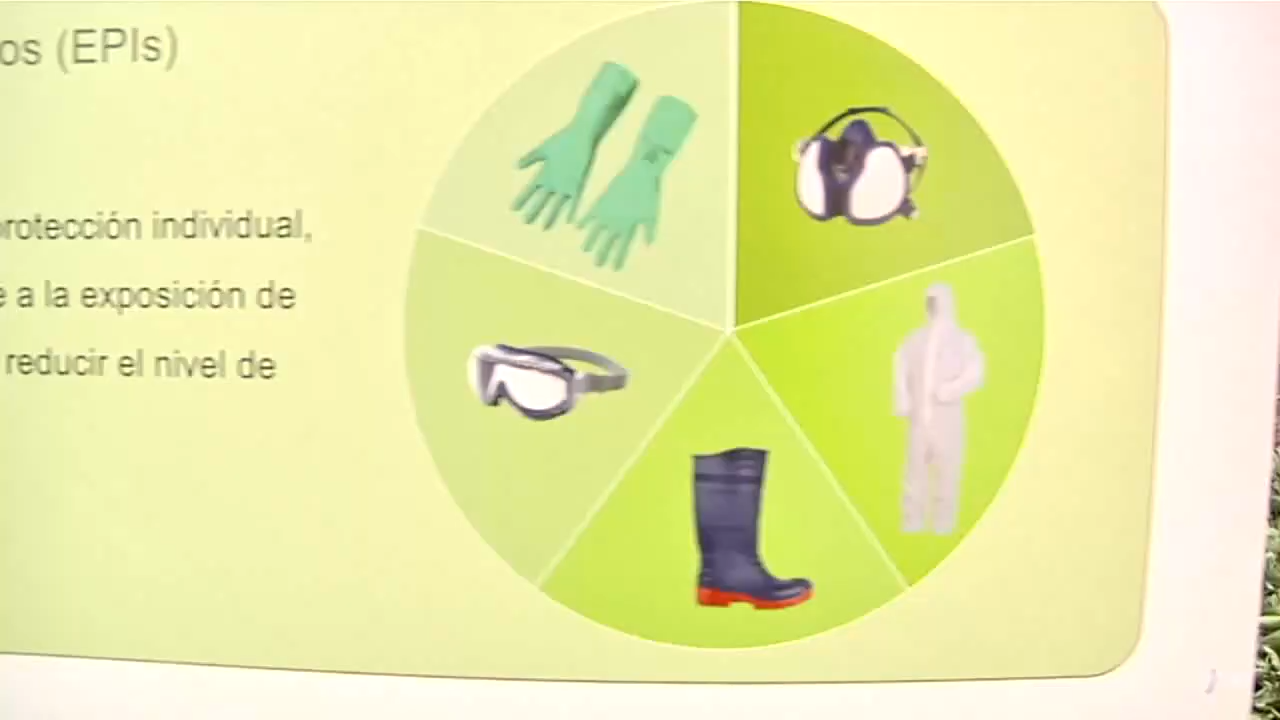 os (EPIs)
protección individual,
e a la exposición de
reducir el nivel de